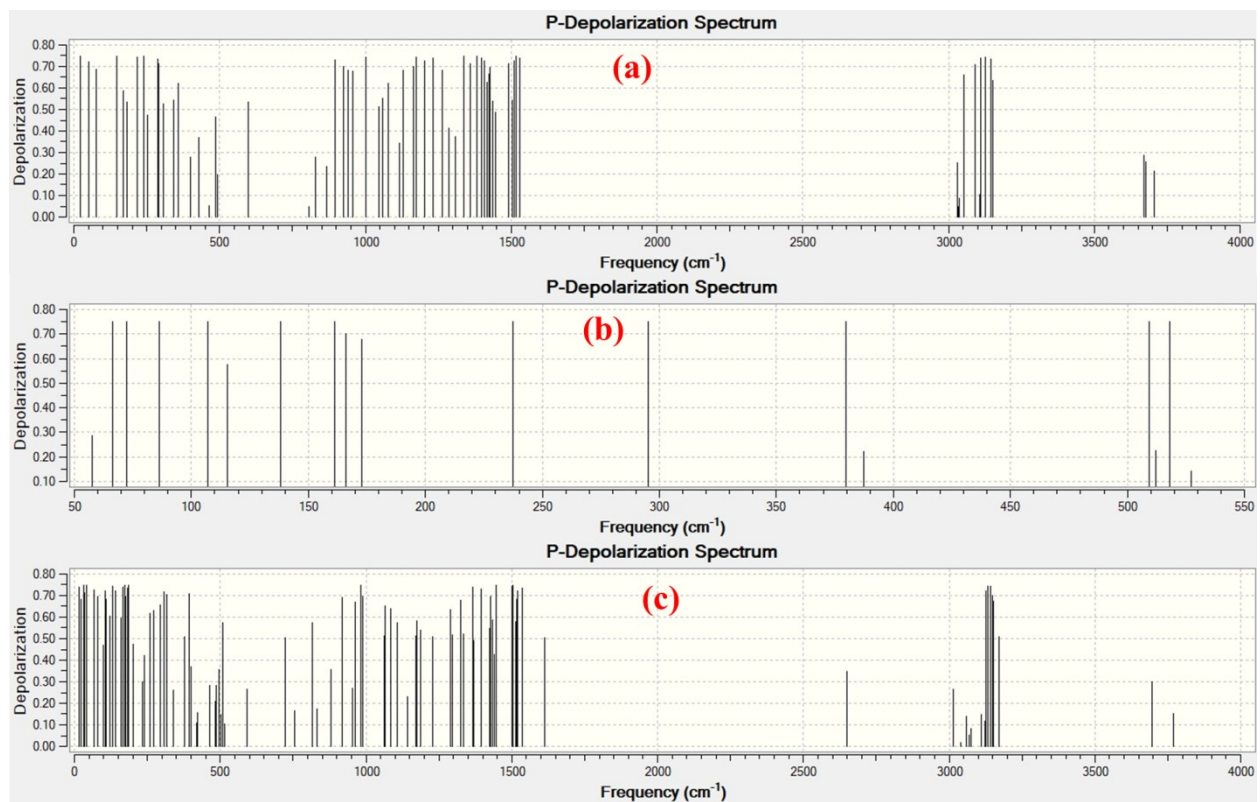 P-Depolarization Spectrum
(a)
Depolarization
0.80
0.70
0.60
0.50
0.40
0.30
0.20
0.10
0.00
0 500 1000 1500 2000 2500 3000 3500 4000
Frequency (cm⁻¹)
P-Depolarization Spectrum
(b)
Depolarization
0.80
0.70
0.60
0.50
0.40
0.30
0.20
0.10
50 100 150 200 250 300 350 400 450 500 550
Frequency (cm⁻¹)
P-Depolarization Spectrum
(c)
Depolarization
0.80
0.70
0.60
0.50
0.40
0.30
0.20
0.10
0.00
0 500 1000 1500 2000 2500 3000 3500 4000
Frequency (cm⁻¹)